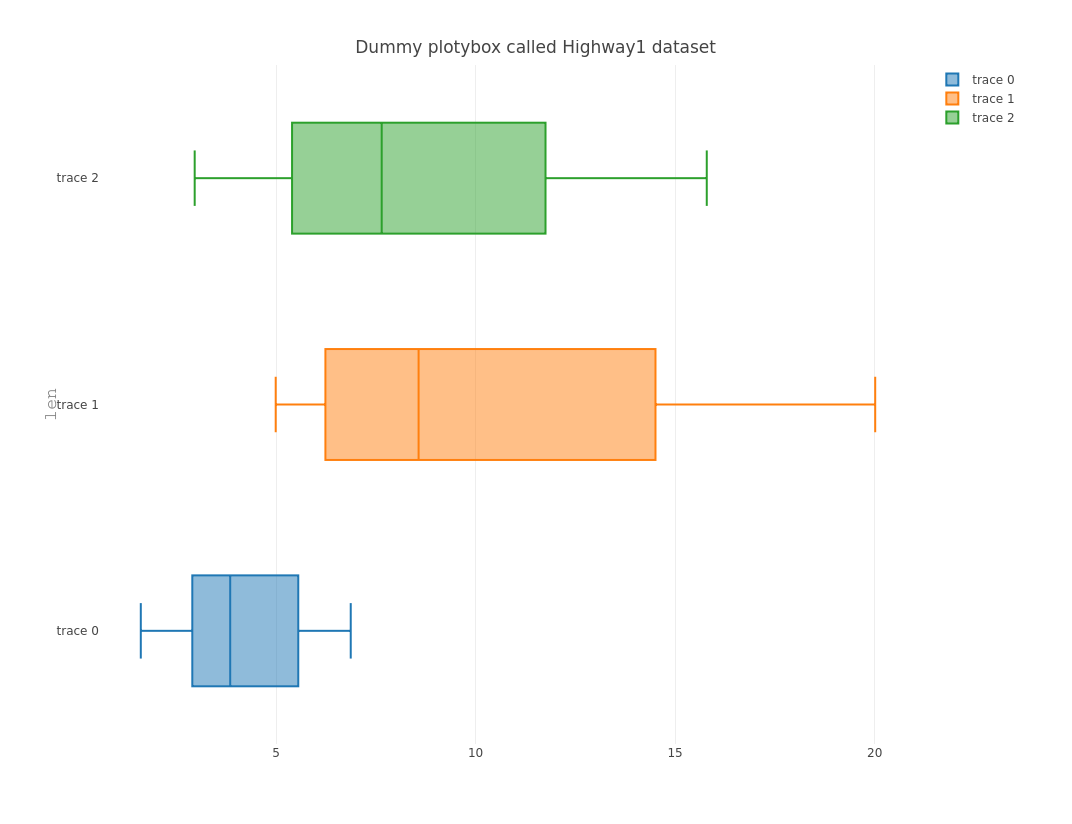 Dummy plotybox called Highway1 dataset
trace 0
trace 1
trace 2
trace 2
len
trace 1
trace 0
5
10
15
20